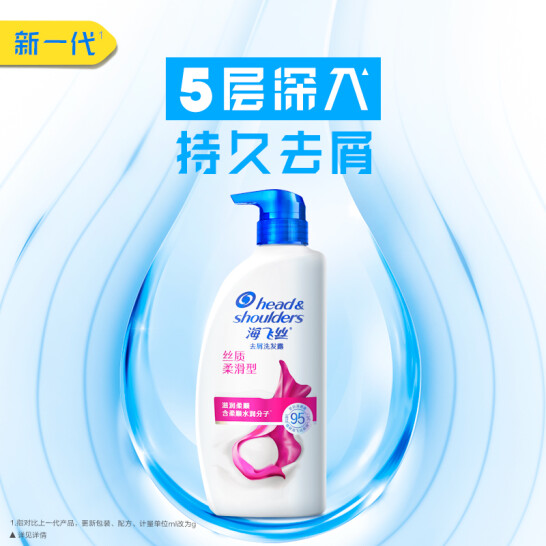 新一代¹
5层深入▲
持久去屑
head&
shoulders
海飞丝®
去屑洗发露
丝质
柔滑型
滋润柔顺
含柔顺水润分子
95
1.指对比上一代产品，更新包装、配方、计量单位ml改为g
▲ 详见详情